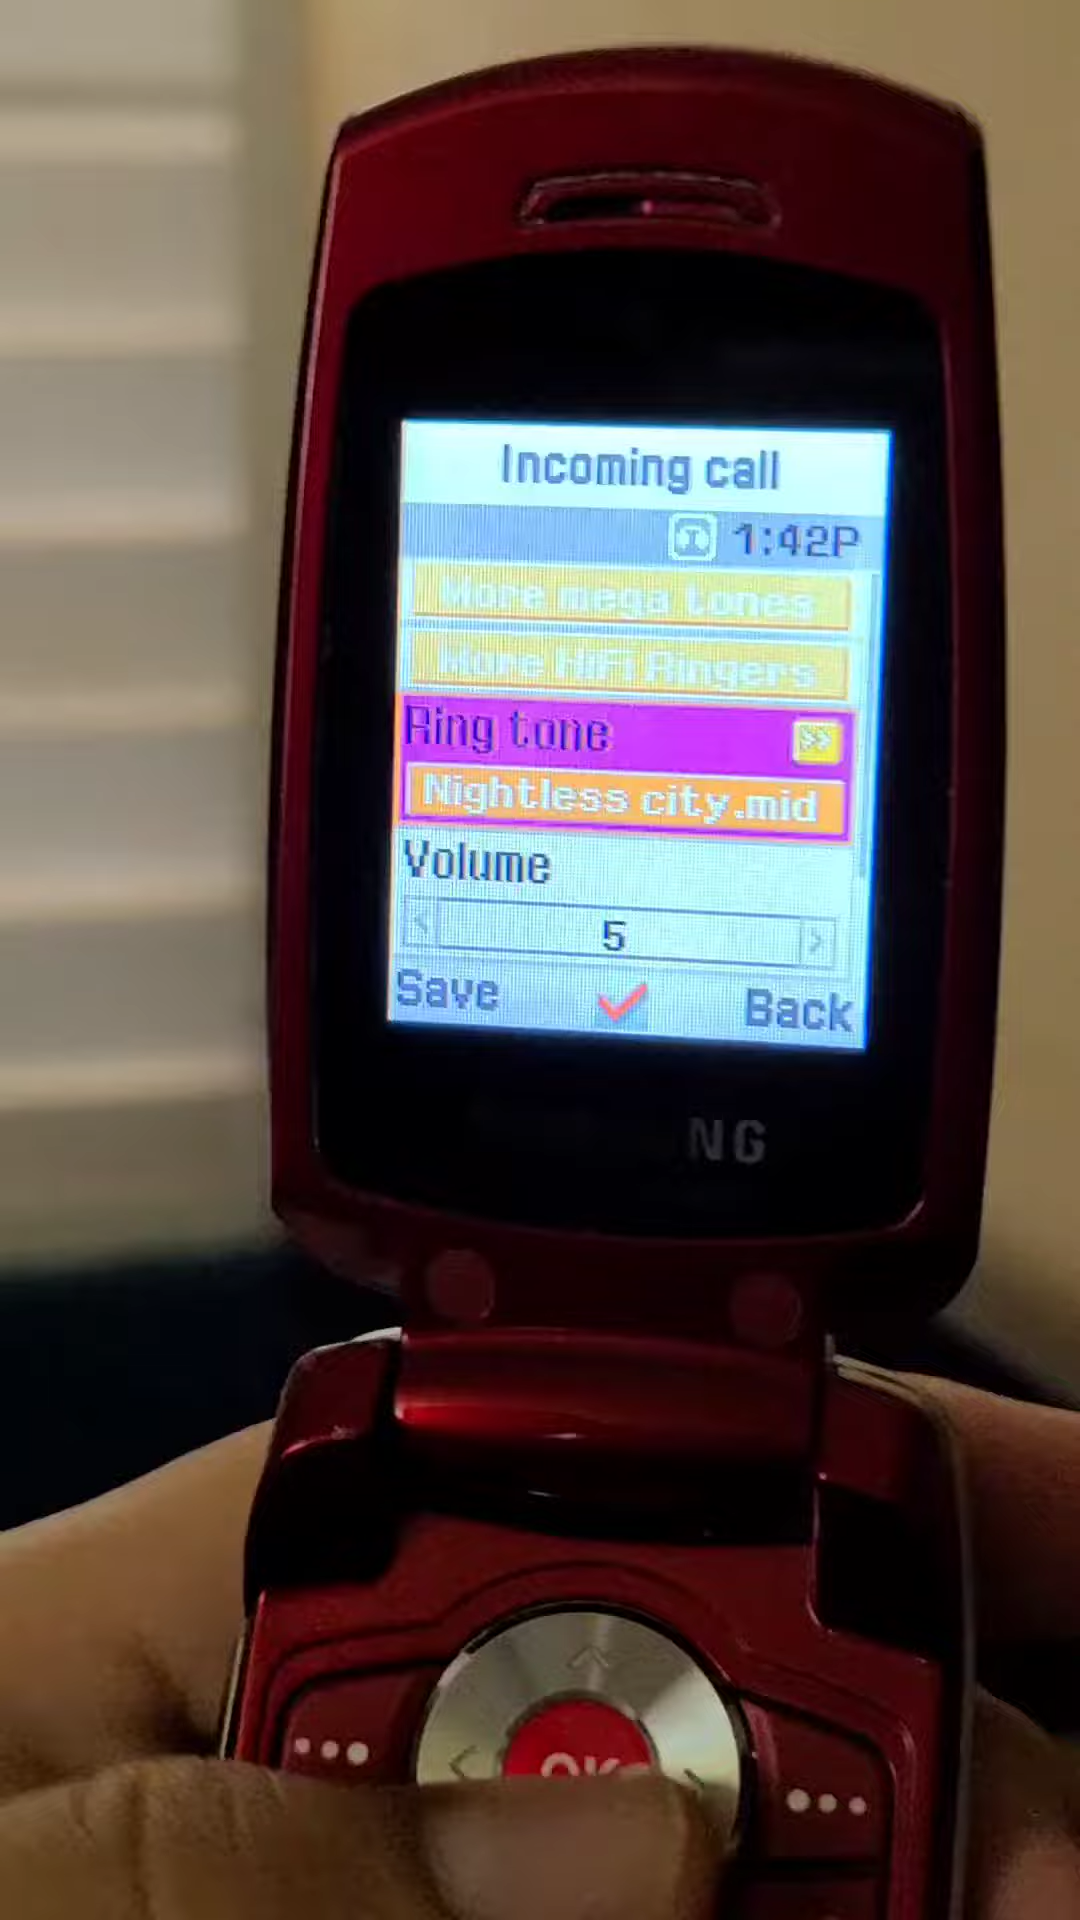 Incoming call
1:42P
More mega tones
More HiFi Ringers
Ring tone
>>
Nightless city.mid
Volume
< 5 >
Save Back
NG
OK